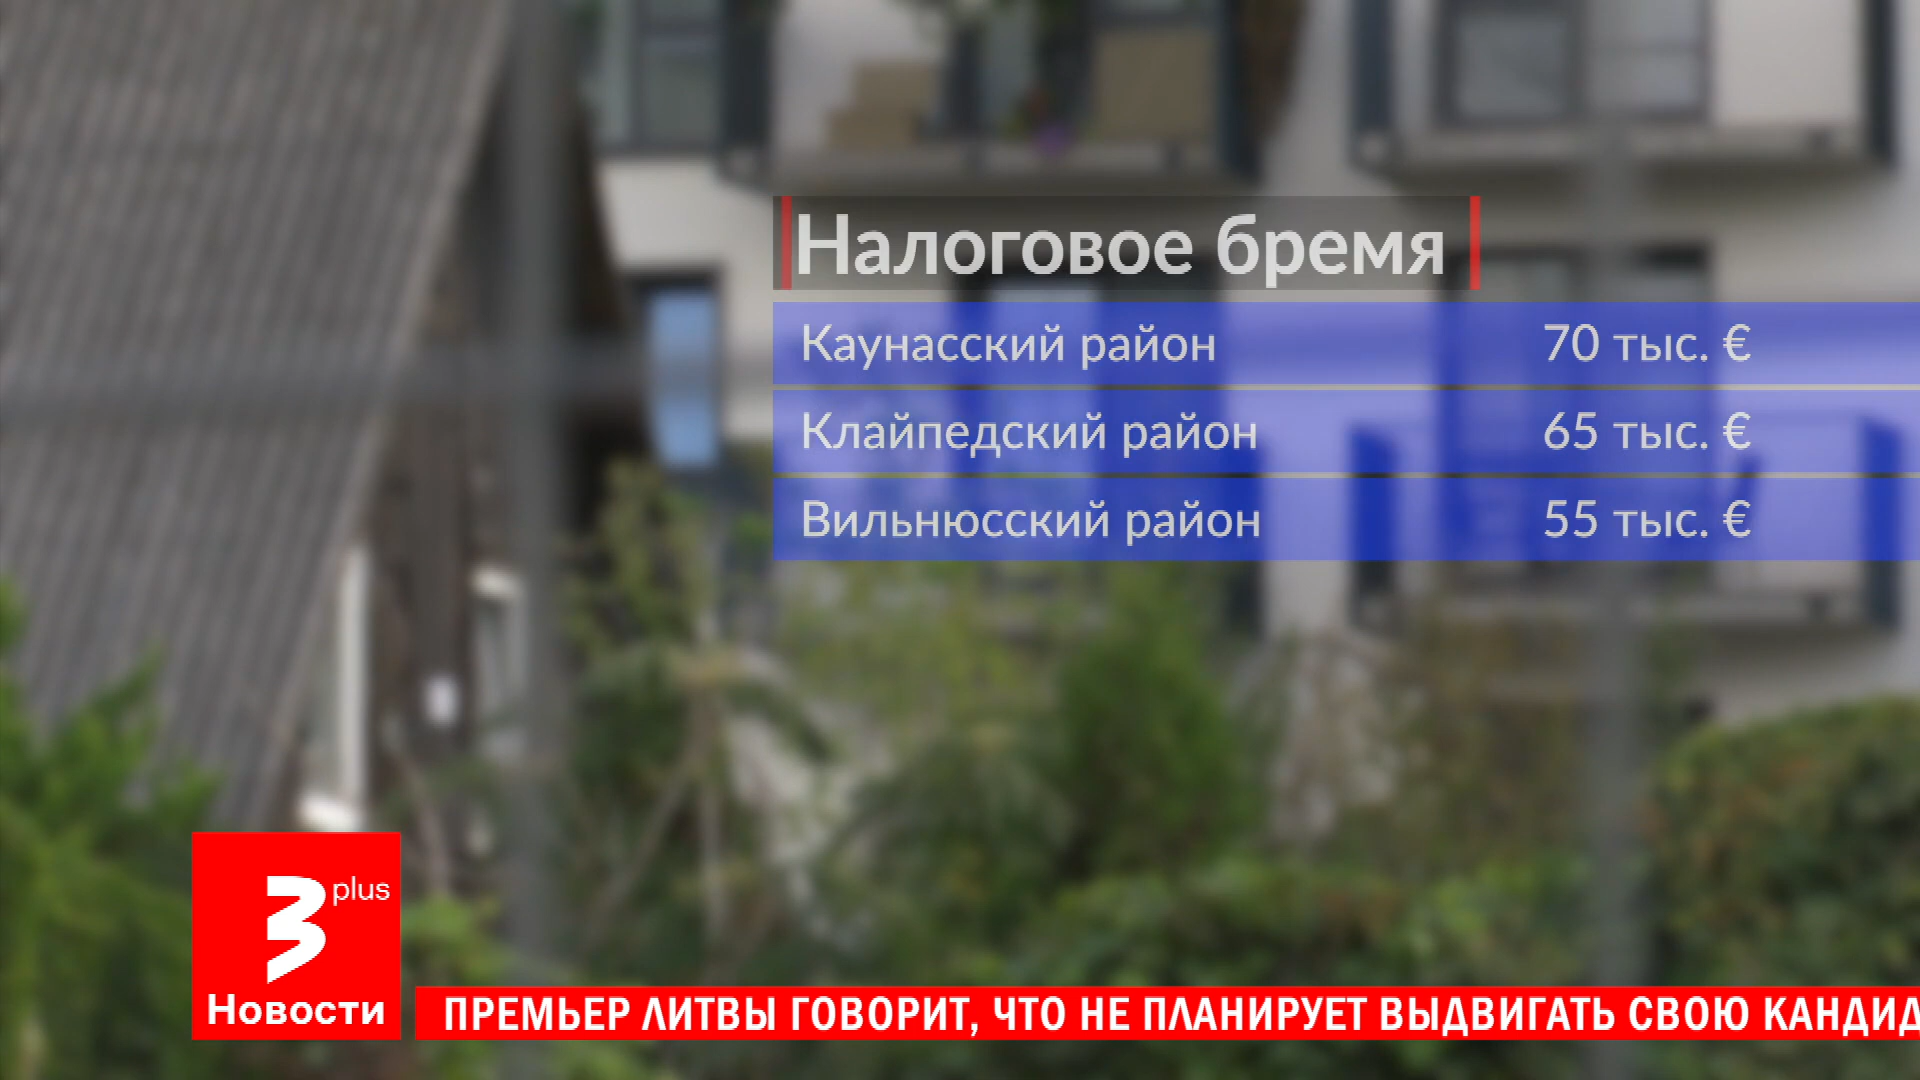 Налоговое бремя
Каунасский район 70 тыс. €
Клайпедский район 65 тыс. €
Вильнюсский район 55 тыс. €
3 plus
Новости
ПРЕМЬЕР ЛИТВЫ ГОВОРИТ, ЧТО НЕ ПЛАНИРУЕТ ВЫДВИГАТЬ СВОЮ КАНДИД